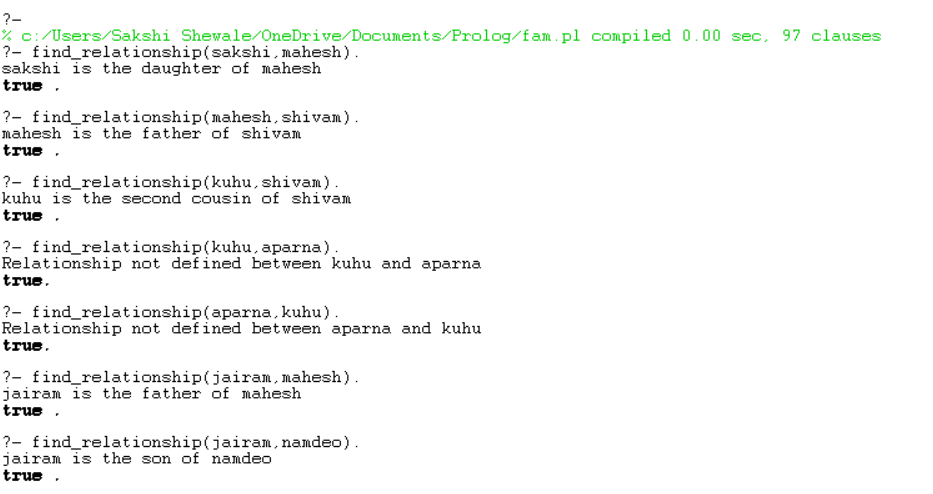 ?-
% c:/Users/Sakshi Shewale/OneDrive/Documents/Prolog/fam.pl compiled 0.00 sec, 97 clauses
?- find_relationship(sakshi,mahesh).
sakshi is the daughter of mahesh
true .
?- find_relationship(mahesh,shivam).
mahesh is the father of shivam
true .
?- find_relationship(kuhu,shivam).
kuhu is the second cousin of shivam
true .
?- find_relationship(kuhu,aparna).
Relationship not defined between kuhu and aparna
true.
?- find_relationship(aparna,kuhu).
Relationship not defined between aparna and kuhu
true.
?- find_relationship(jairam,mahesh).
jairam is the father of mahesh
true .
?- find_relationship(jairam,namdeo).
jairam is the son of namdeo
true .